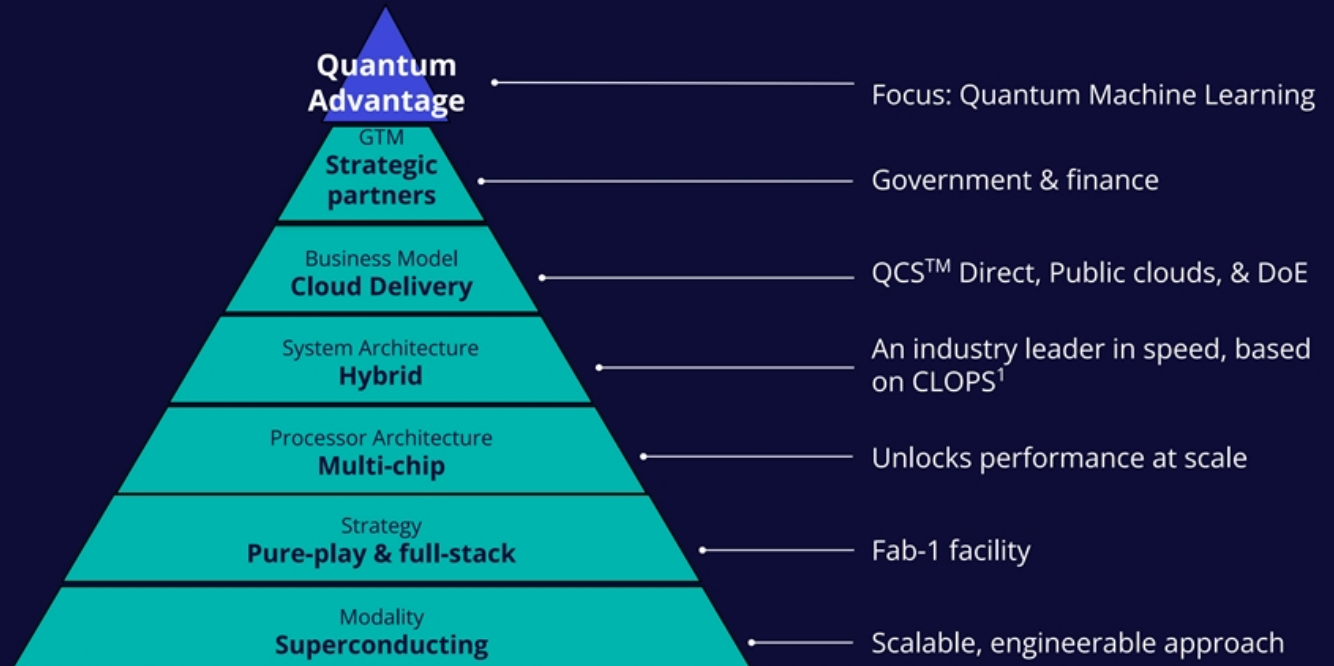 Quantum
Advantage
Focus: Quantum Machine Learning
GTM
Strategic
partners
Government & finance
Business Model
Cloud Delivery
QCS™ Direct, Public clouds, & DoE
System Architecture
Hybrid
An industry leader in speed, based
on CLOPS¹
Processor Architecture
Multi-chip
Unlocks performance at scale
Strategy
Pure-play & full-stack
Fab-1 facility
Modality
Superconducting
Scalable, engineerable approach